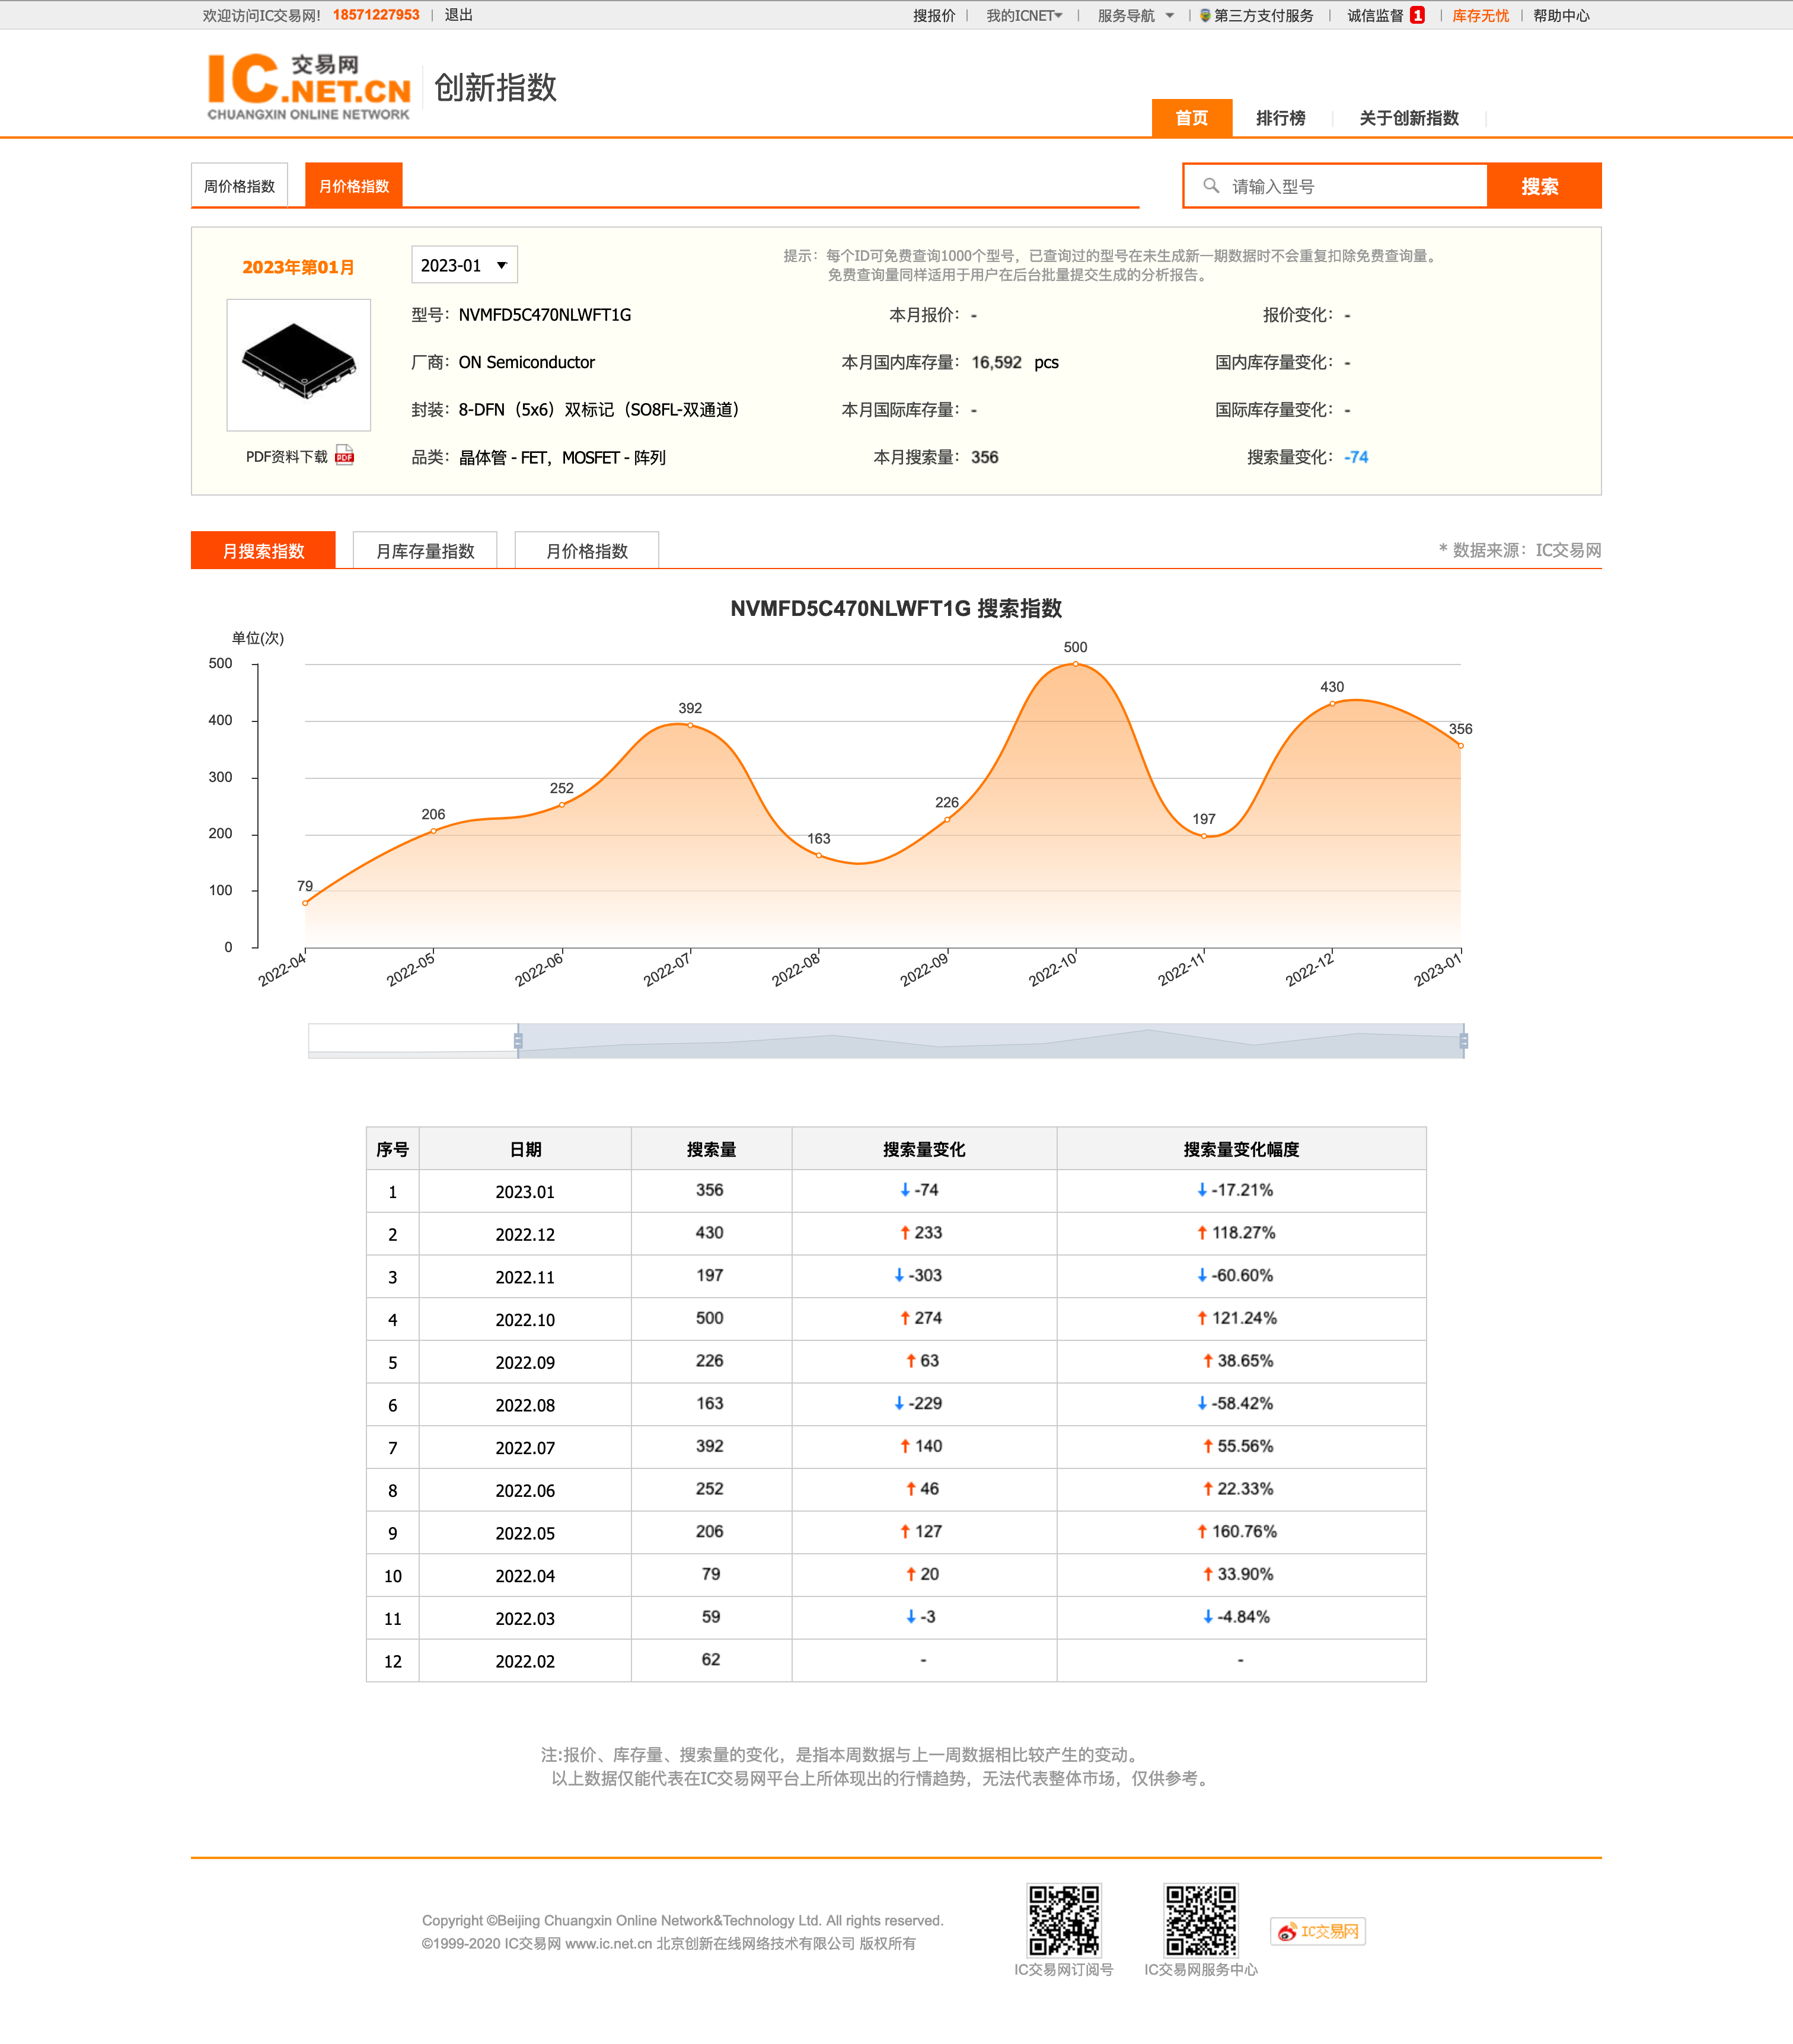 欢迎访问IC交易网! 18571227953 | 退出
搜报价 | 我的ICNET | 服务导航 | 第三方支付服务 | 诚信监督 1 | 库存无忧 | 帮助中心
IC.NET.CN 交易网
CHUANGXIN ONLINE NETWORK
创新指数
首页 排行榜 关于创新指数
周价格指数 月价格指数
请输入型号 搜索
2023年第01月 2023-01
提示：每个ID可免费查询1000个型号，已查询过的型号在未生成新一期数据时不会重复扣除免费查询量。
免费查询量同样适用于用户在后台批量提交生成的分析报告。
型号：NVMFD5C470NLWFT1G 本月报价：- 报价变化：-
厂商：ON Semiconductor 本月国内库存量：16,592 pcs 国内库存量变化：-
封装：8-DFN（5x6）双标记（SO8FL-双通道） 本月国际库存量：- 国际库存量变化：-
PDF资料下载 PDF
品类：晶体管 - FET，MOSFET - 阵列 本月搜索量：356 搜索量变化：-74
月搜索指数 月库存量指数 月价格指数 * 数据来源：IC交易网
NVMFD5C470NLWFT1G 搜索指数
单位(次)
500
400
300
200
100
0
79
206
252
392
163
226
500
197
430
356
2022-04
2022-05
2022-06
2022-07
2022-08
2022-09
2022-10
2022-11
2022-12
2023-01
序号 日期 搜索量 搜索量变化 搜索量变化幅度
1 2023.01 356 ↓ -74 ↓ -17.21%
2 2022.12 430 ↑ 233 ↑ 118.27%
3 2022.11 197 ↓ -303 ↓ -60.60%
4 2022.10 500 ↑ 274 ↑ 121.24%
5 2022.09 226 ↑ 63 ↑ 38.65%
6 2022.08 163 ↓ -229 ↓ -58.42%
7 2022.07 392 ↑ 140 ↑ 55.56%
8 2022.06 252 ↑ 46 ↑ 22.33%
9 2022.05 206 ↑ 127 ↑ 160.76%
10 2022.04 79 ↑ 20 ↑ 33.90%
11 2022.03 59 ↓ -3 ↓ -4.84%
12 2022.02 62 - -
注:报价、库存量、搜索量的变化，是指本周数据与上一周数据相比较产生的变动。
以上数据仅能代表在IC交易网平台上所体现出的行情趋势，无法代表整体市场，仅供参考。
Copyright ©Beijing Chuangxin Online Network&Technology Ltd. All rights reserved.
©1999-2020 IC交易网 www.ic.net.cn 北京创新在线网络技术有限公司 版权所有
IC交易网订阅号
IC交易网服务中心
IC交易网